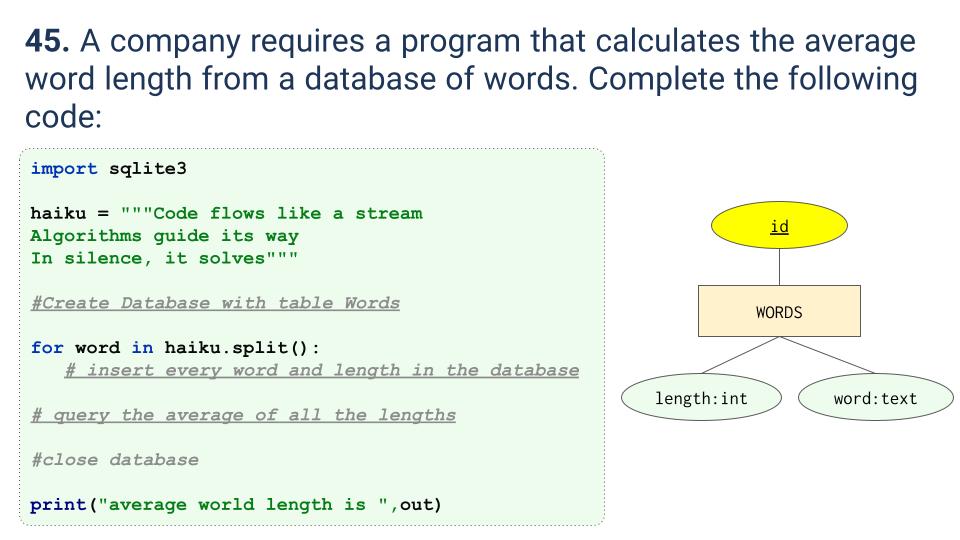 45. A company requires a program that calculates the average
word length from a database of words. Complete the following
code:
import sqlite3
haiku = """Code flows like a stream
Algorithms guide its way
In silence, it solves"""
#Create Database with table Words
for word in haiku.split():
# insert every word and length in the database
# query the average of all the lengths
#close database
print("average world length is ",out)
id
WORDS
length:int
word:text